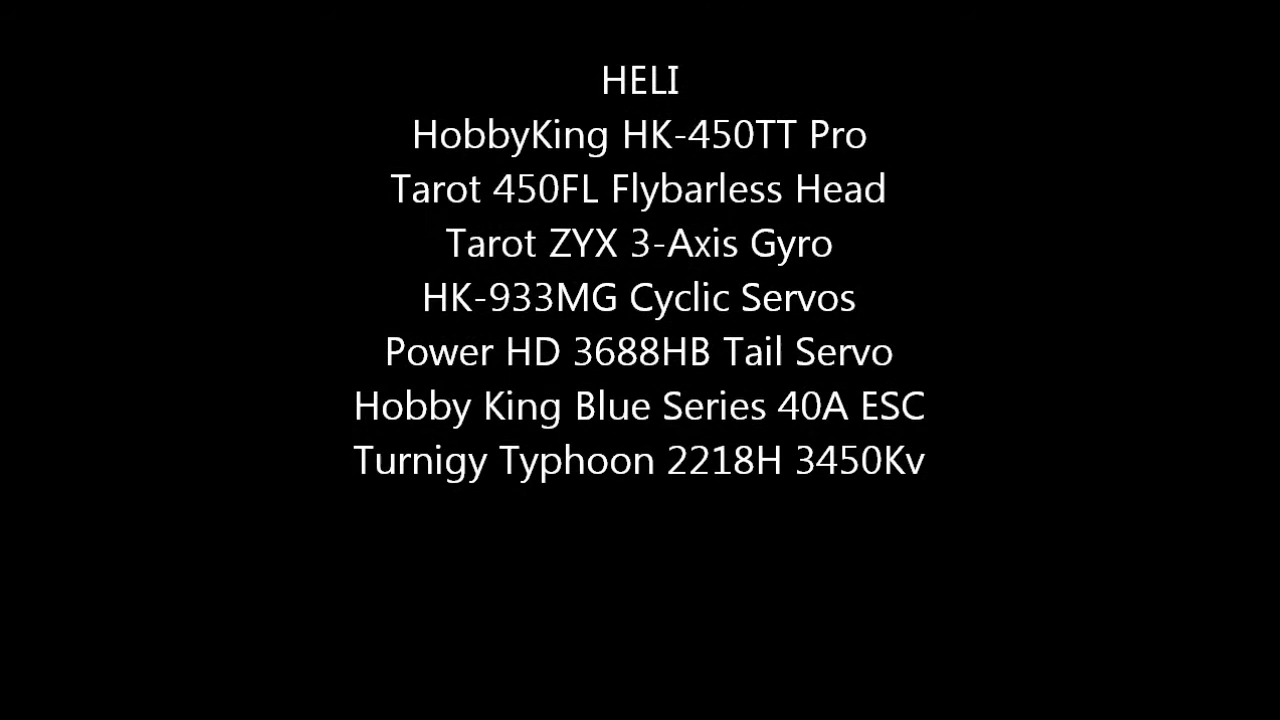 HELI
HobbyKing HK-450TT Pro
Tarot 450FL Flybarless Head
Tarot ZYX 3-Axis Gyro
HK-933MG Cyclic Servos
Power HD 3688HB Tail Servo
Hobby King Blue Series 40A ESC
Turnigy Typhoon 2218H 3450Kv